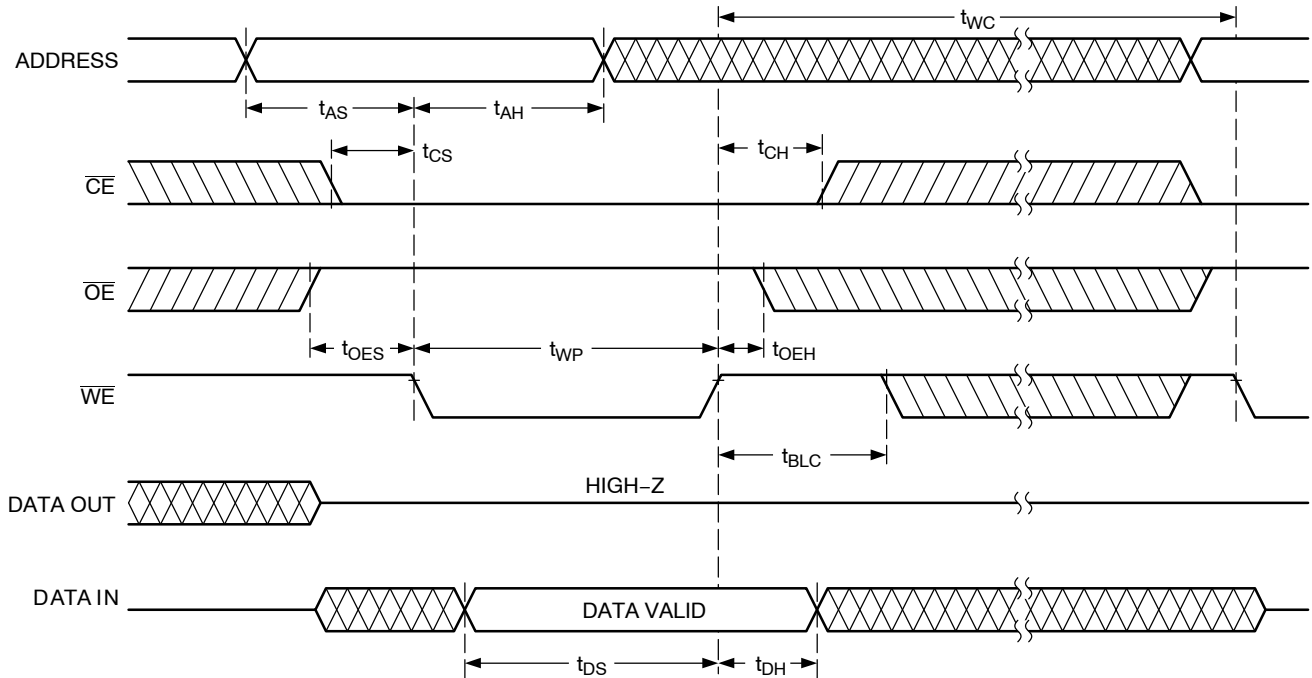 tWC
ADDRESS
tAS
tAH
tCS
tCH
CE
OE
tOES
tWP
tOEH
WE
tBLC
HIGH–Z
DATA OUT
DATA IN
DATA VALID
tDS
tDH